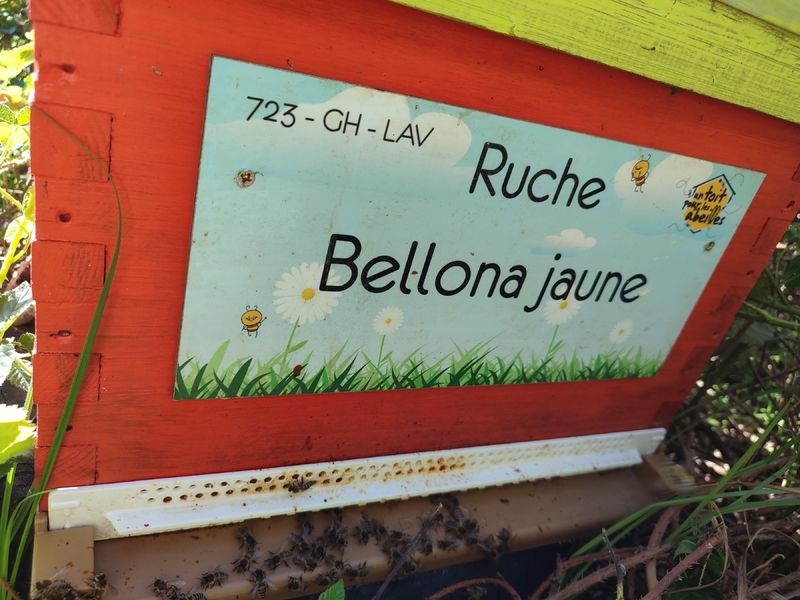 723 - GH - LAV
Ruche
Bellona jaune
un toit
pour les
abeilles